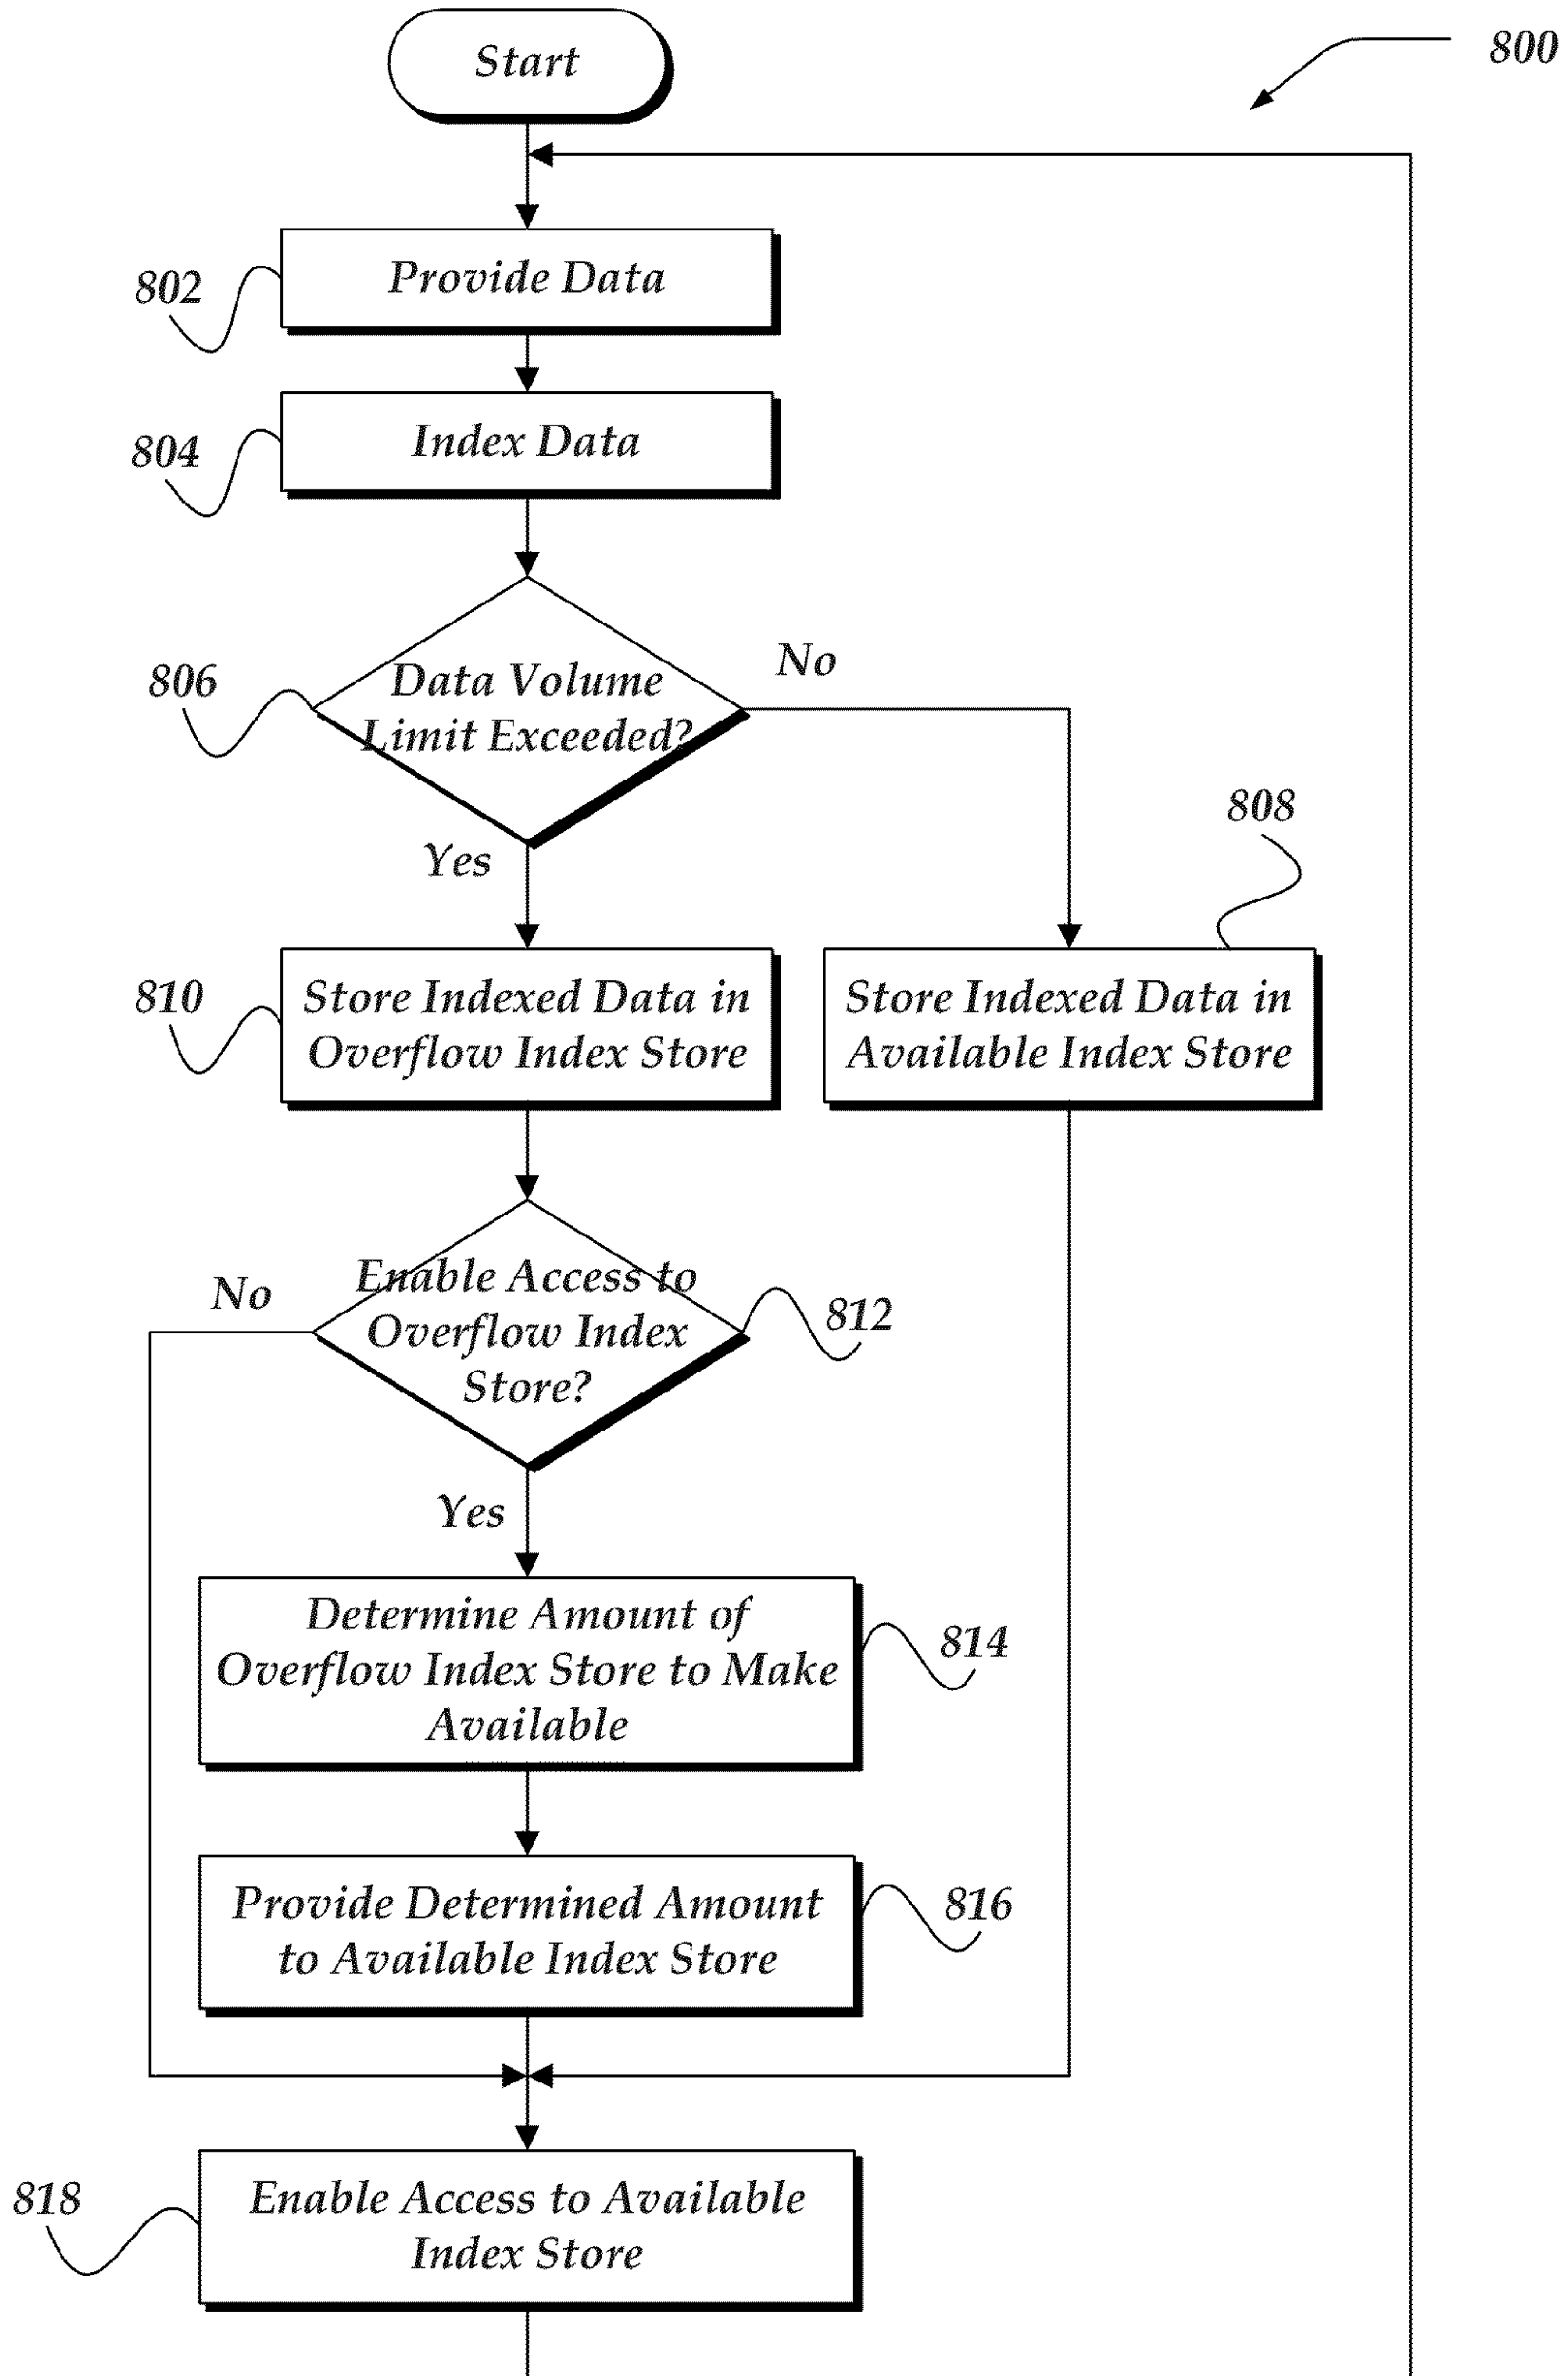 Start
800
802
Provide Data
804
Index Data
806
Data Volume
Limit Exceeded?
No
Yes
808
810
Store Indexed Data in
Overflow Index Store
Store Indexed Data in
Available Index Store
No
Enable Access to
Overflow Index
Store?
812
Yes
Determine Amount of
Overflow Index Store to Make
Available
814
Provide Determined Amount
to Available Index Store
816
818
Enable Access to Available
Index Store